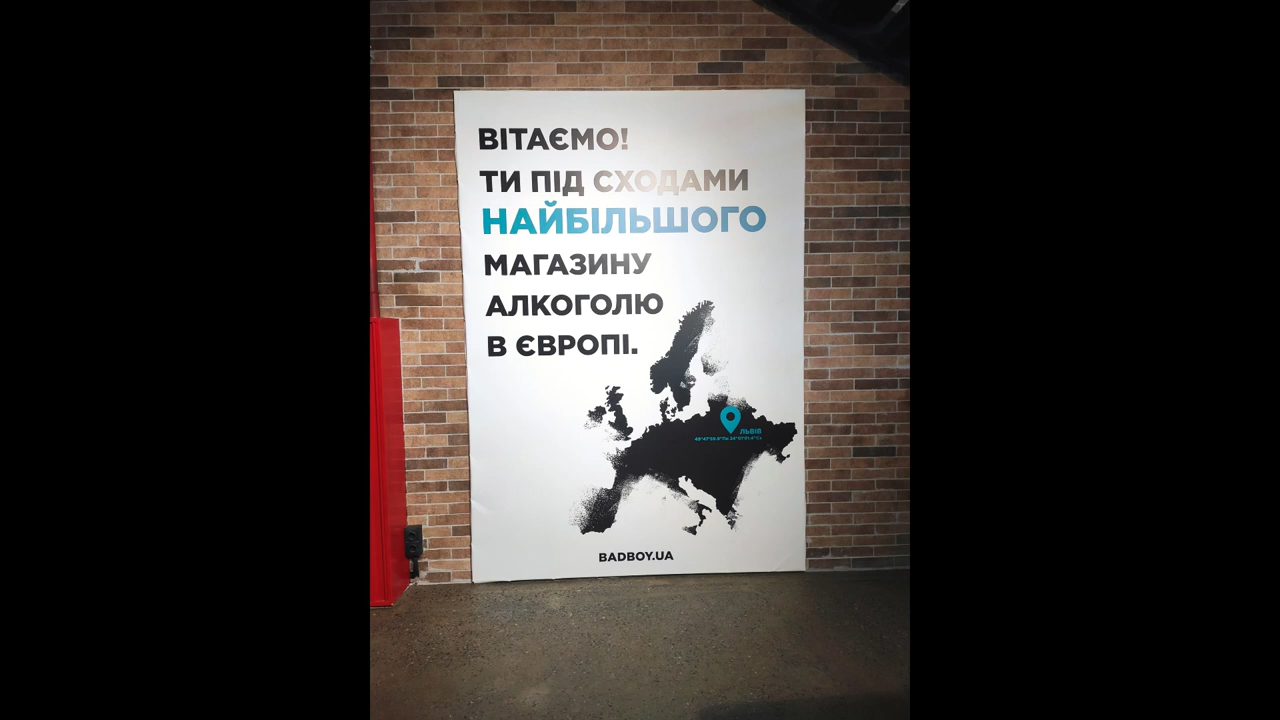 ВІТАЄМО!
ТИ ПІД СХОДАМИ
НАЙБІЛЬШОГО
МАГАЗИНУ
АЛКОГОЛЮ
В ЄВРОПІ.
ЛЬВІВ
BADBOY.UA